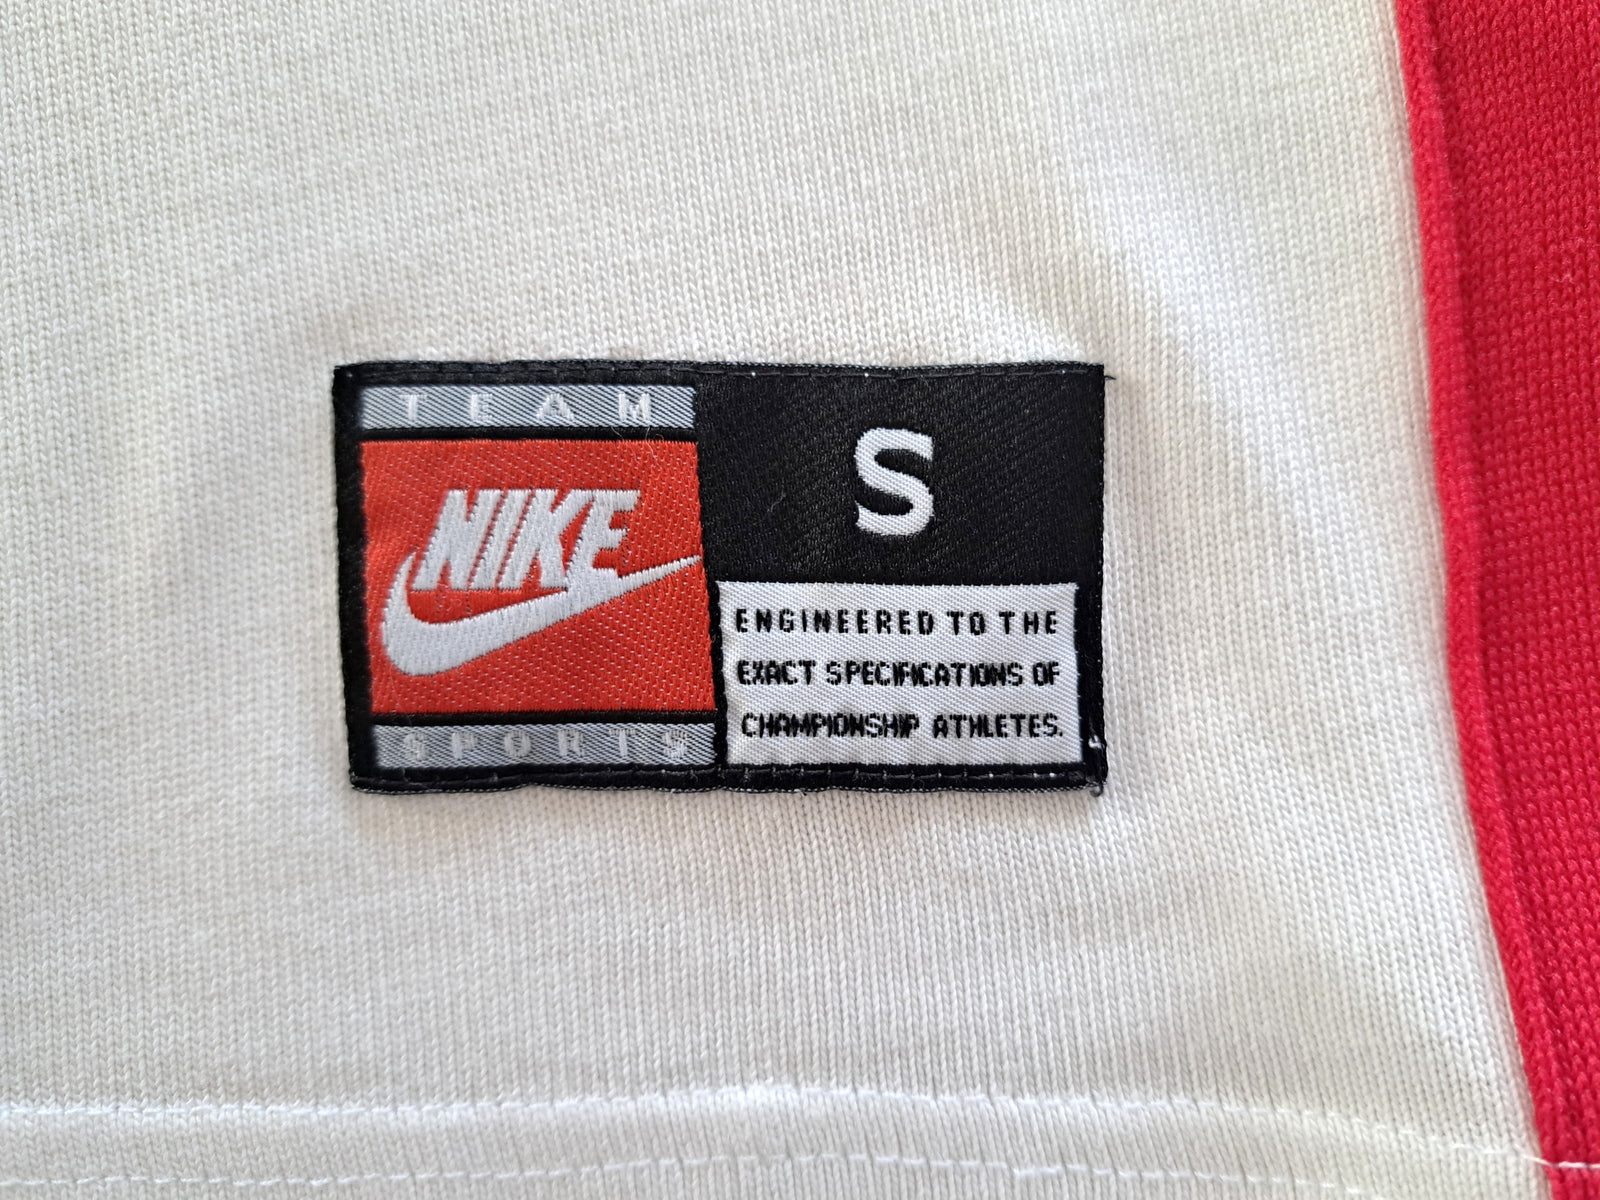 TEAM
NIKE
SPORTS
S
ENGINEERED TO THE
EXACT SPECIFICATIONS OF
CHAMPIONSHIP ATHLETES.